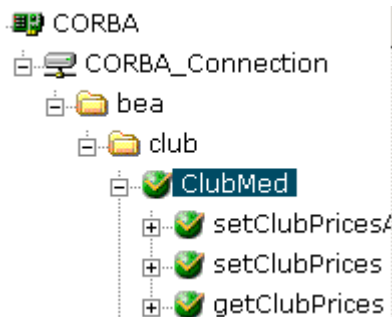 CORBA
CORBA_Connection
bea
club
ClubMed
setClubPricesA
setClubPrices
getClubPrices